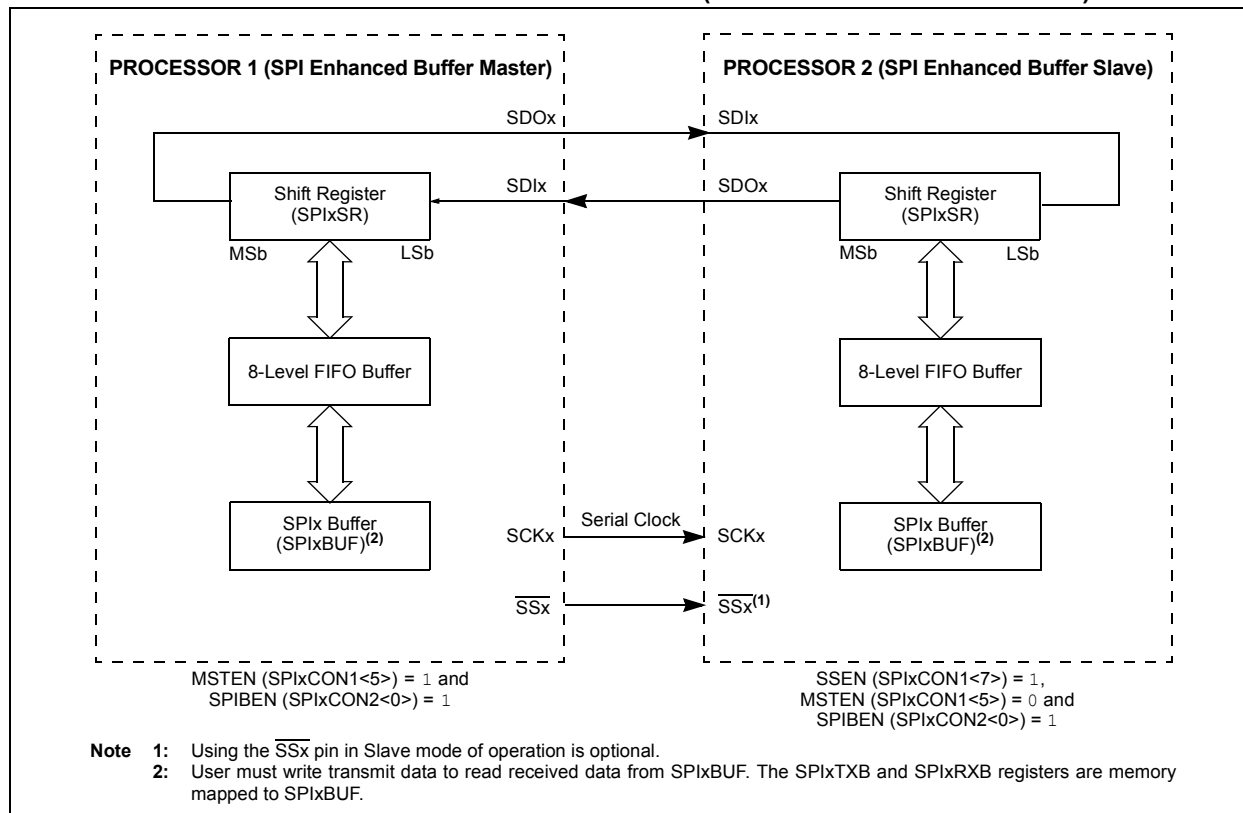 PROCESSOR 1 (SPI Enhanced Buffer Master)
PROCESSOR 2 (SPI Enhanced Buffer Slave)
SDOx
SDIx
Shift Register
(SPIxSR)
SDIx
SDOx
Shift Register
(SPIxSR)
MSb
LSb
MSb
LSb
8-Level FIFO Buffer
8-Level FIFO Buffer
SPIx Buffer
(SPIxBUF)(2)
SCKx
Serial Clock
SCKx
SPIx Buffer
(SPIxBUF)(2)
SSx
SSx(1)
MSTEN (SPIxCON1<5>) = 1 and
SPIBEN (SPIxCON2<0>) = 1
SSEN (SPIxCON1<7>) = 1,
MSTEN (SPIxCON1<5>) = 0 and
SPIBEN (SPIxCON2<0>) = 1
Note 1: Using the SSx pin in Slave mode of operation is optional.
2: User must write transmit data to read received data from SPIxBUF. The SPIxTXB and SPIxRXB registers are memory
mapped to SPIxBUF.